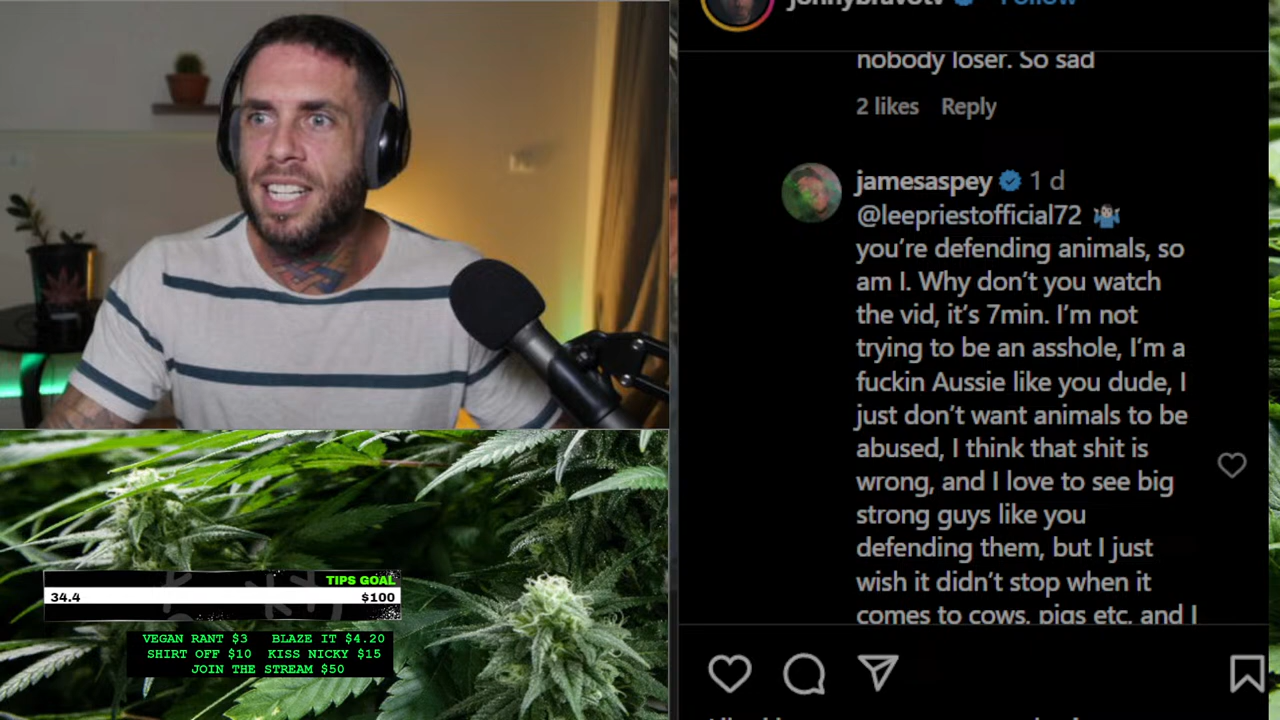 TIPS GOAL
34.4 $100
VEGAN RANT $3 BLAZE IT $4.20
SHIRT OFF $10 KISS NICKY $15
JOIN THE STREAM $50
jonnybravotv Follow
nobody loser. So sad
2 likes Reply
jamesaspey 1 d
@leepriestofficial72 🤷🏻‍♂️
you’re defending animals, so
am I. Why don’t you watch
the vid, it’s 7min. I’m not
trying to be an asshole, I’m a
fuckin Aussie like you dude, I
just don’t want animals to be
abused, I think that shit is
wrong, and I love to see big
strong guys like you
defending them, but I just
wish it didn’t stop when it
comes to cows, pigs etc, and I